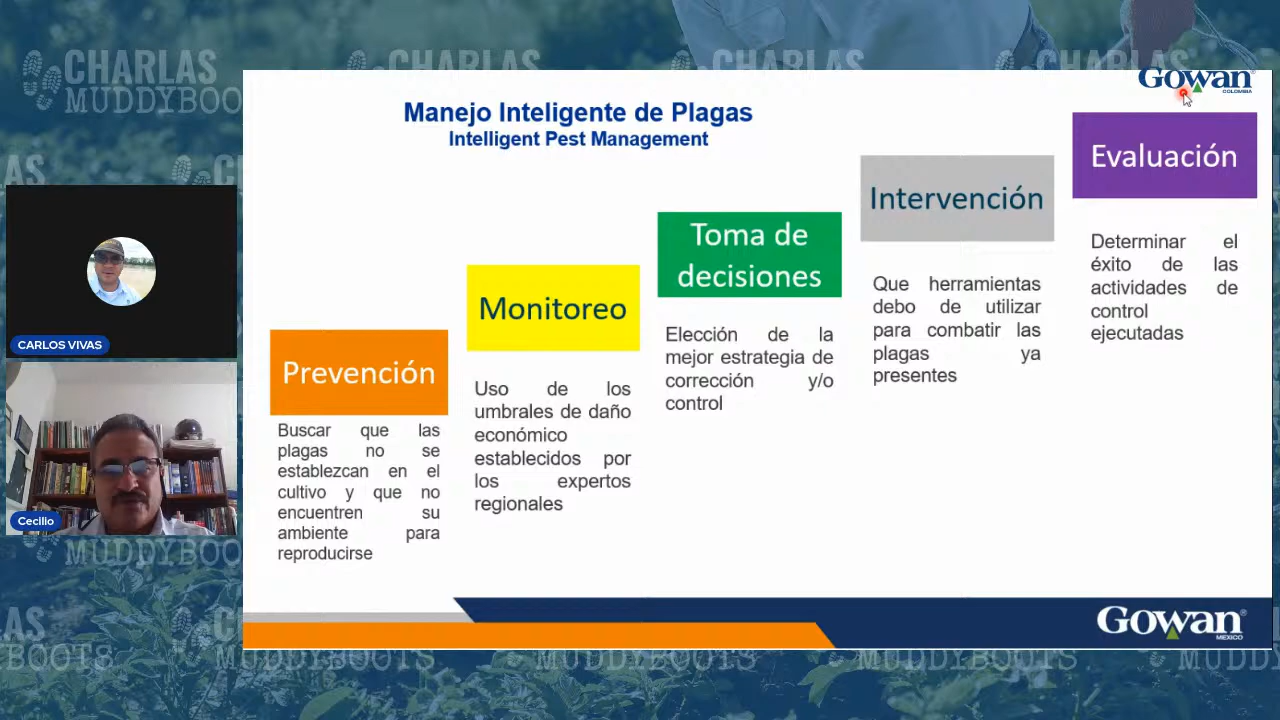 CHARLAS
MUDDYBOOTS
Gowan
COLOMBIA
Manejo Inteligente de Plagas
Intelligent Pest Management
Prevención
Buscar que las
plagas no se
establezcan en el
cultivo y que no
encuentren su
ambiente para
reproducirse
Monitoreo
Uso de los
umbrales de daño
económico
establecidos por
los expertos
regionales
Toma de
decisiones
Elección de la
mejor estrategia de
corrección y/o
control
Intervención
Que herramientas
debo de utilizar
para combatir las
plagas ya
presentes
Evaluación
Determinar el
éxito de las
actividades de
control
ejecutadas
CARLOS VIVAS
Cecilio
Gowan
MEXICO
MUDDYBOOTS
MUDDYBOOTS
MUDDYBOOTS